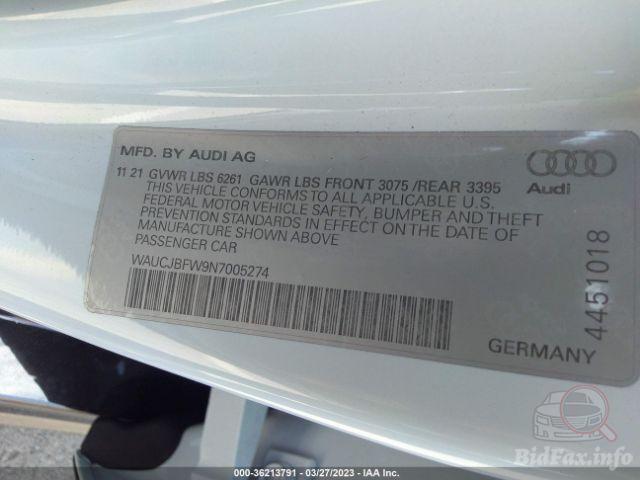 MFD. BY AUDI AG
11 21 GVWR LBS 6261 GAWR LBS FRONT 3075 /REAR 3395
THIS VEHICLE CONFORMS TO ALL APPLICABLE U.S.
FEDERAL MOTOR VEHICLE SAFETY, BUMPER AND THEFT
PREVENTION STANDARDS IN EFFECT ON THE DATE OF
MANUFACTURE SHOWN ABOVE
PASSENGER CAR
WAUCJBFW9N7005274
Audi
4451018
GERMANY
BidFax.info
000-36213791 - 03/27/2023 - IAA Inc.